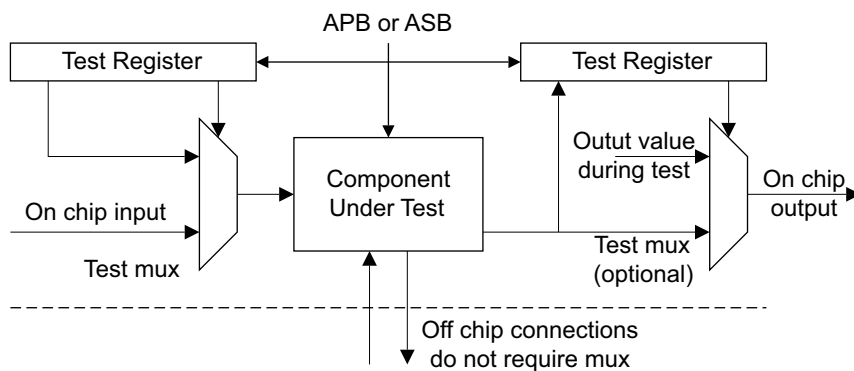 APB or ASB
Test Register
Test Register
Outut value
during test
On chip input
Component
Under Test
On chip
output
Test mux
Test mux
(optional)
Off chip connections
do not require mux